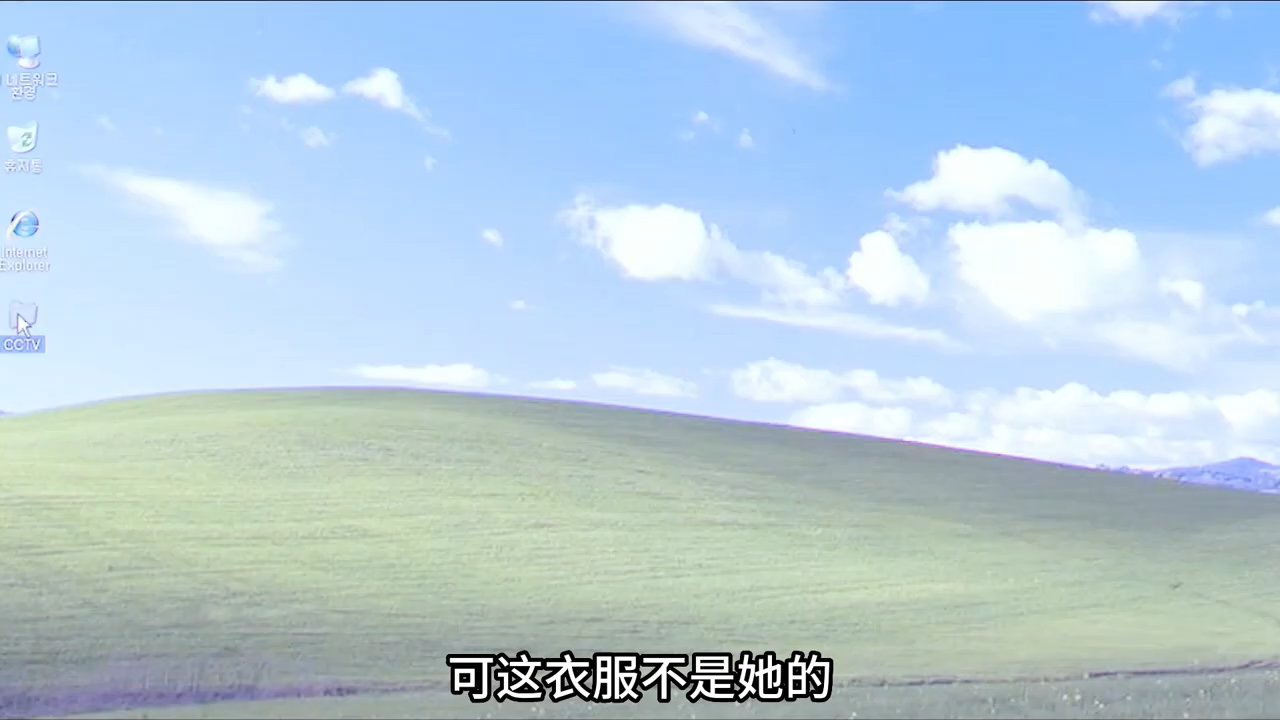 네트워크
환경
휴지통
Internet
Explorer
CCTV
可这衣服不是她的